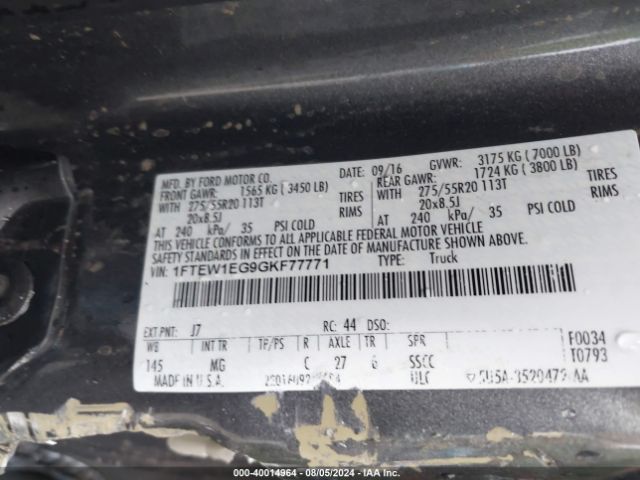 MFD. BY FORD MOTOR CO. DATE: 09/16 GVWR: 3175 KG ( 7000 LB)
FRONT GAWR: 1565 KG ( 3450 LB) REAR GAWR: 1724 KG ( 3800 LB)
WITH 275/55R20 113T TIRES WITH 275/55R20 113T TIRES
20x8.5J RIMS 20x8.5J RIMS
AT 240 kPa/ 35 PSI COLD AT 240 kPa/ 35 PSI COLD
THIS VEHICLE CONFORMS TO ALL APPLICABLE FEDERAL MOTOR VEHICLE
SAFETY STANDARDS IN EFFECT ON THE DATE OF MANUFACTURE SHOWN ABOVE.
VIN: 1FTEW1EG9GKF77771 TYPE: Truck
EXT PNT: J7 RC: 44 DSO: F0034
WB INT TR TP/PS R AXLE TR SPR T0793
145 MG C 27 6 SSCC
MADE IN U.S.A. ULC
000-40014964 - 08/05/2024 - IAA Inc.